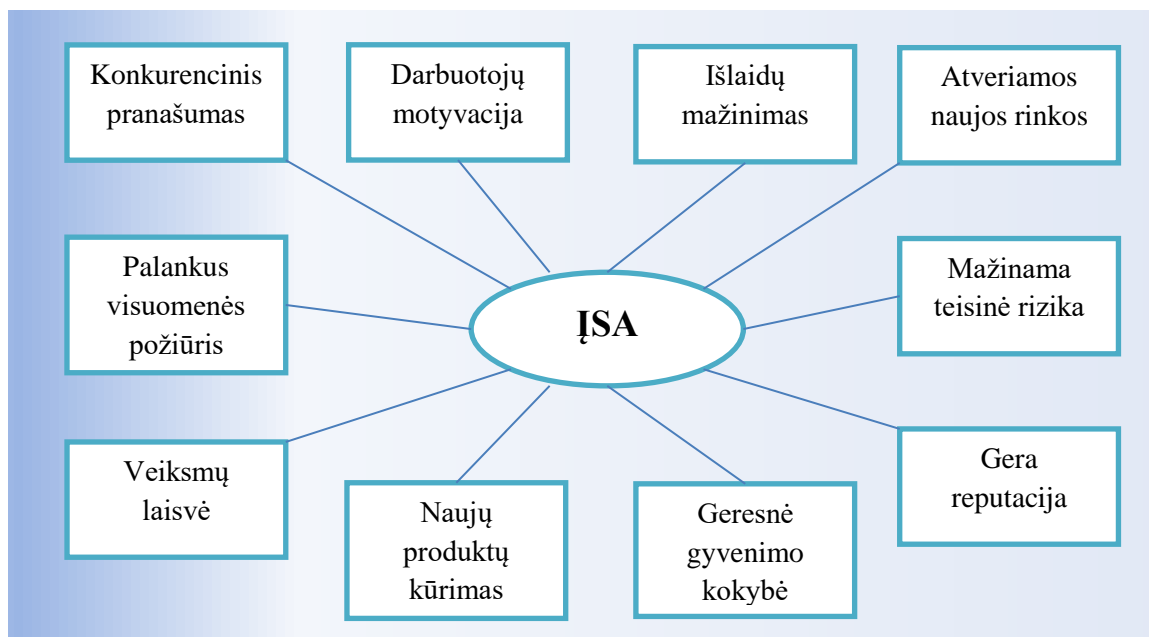 Konkurencinis
pranašumas
Darbuotojų
motyvacija
Išlaidų
mažinimas
Atveriamos
naujos rinkos
Palankus
visuomenės
požiūris
ĮSA
Mažinama
teisinė rizika
Veiksmų
laisvė
Naujų
produktų
kūrimas
Geresnė
gyvenimo
kokybė
Gera
reputacija